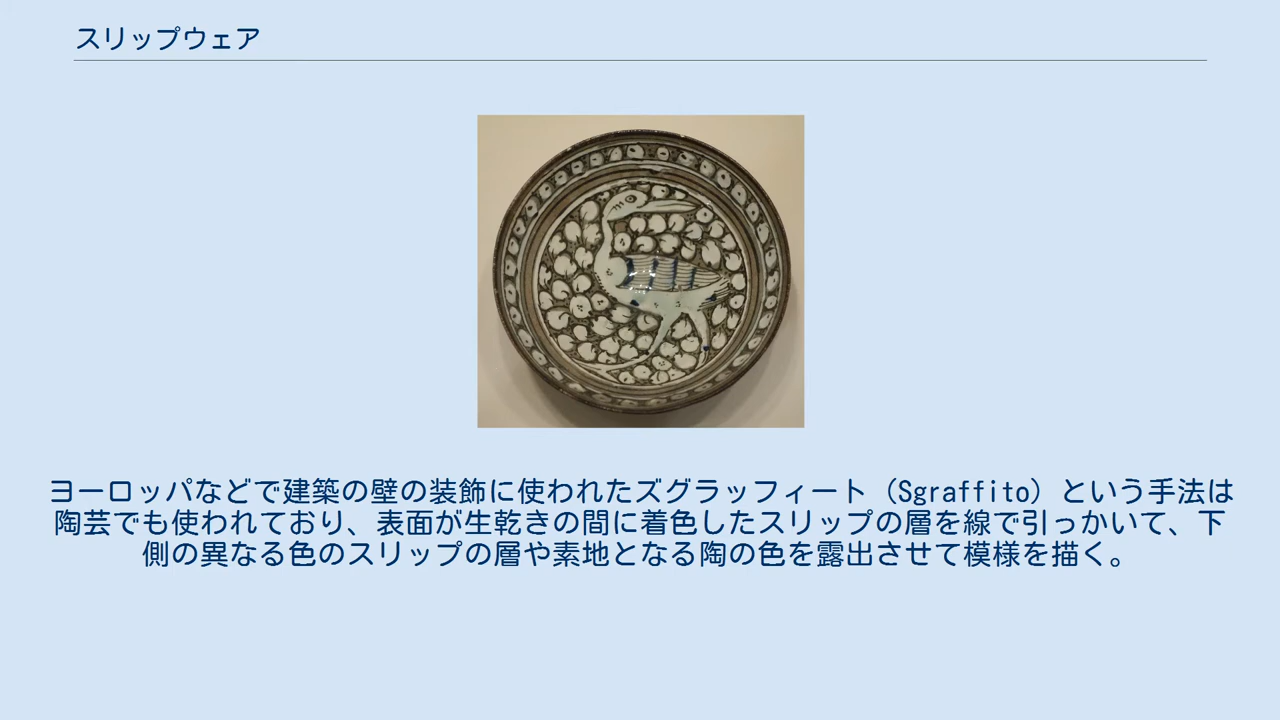 スリップウェア
ヨーロッパなどで建築の壁の装飾に使われたズグラッフィート（Sgraffito）という手法は
陶芸でも使われており、表面が生乾きの間に着色したスリップの層を線で引っかいて、下
側の異なる色のスリップの層や素地となる陶の色を露出させて模様を描く。